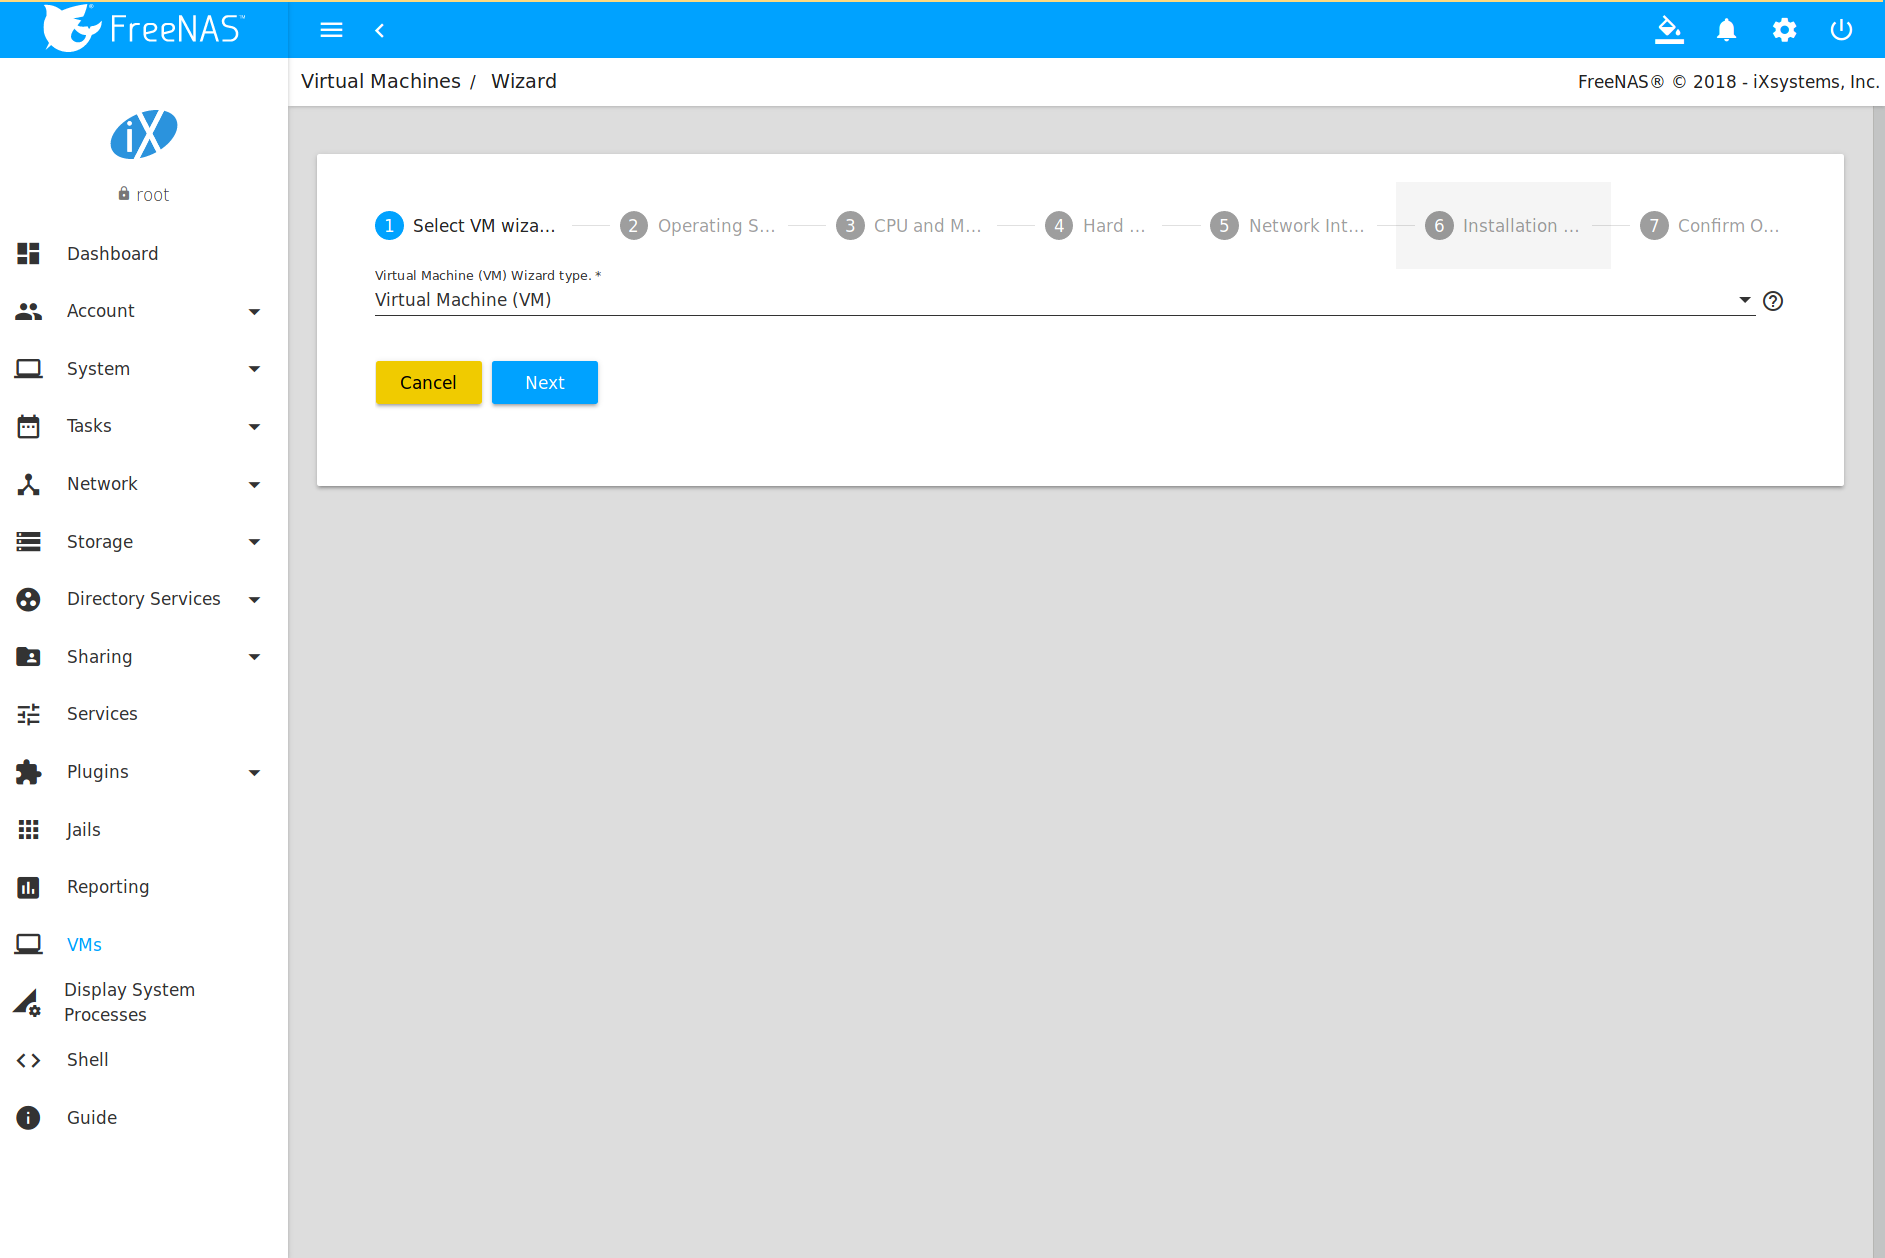 FreeNAS™
Virtual Machines / Wizard
FreeNAS® © 2018 - iXsystems, Inc.
iX
root
Dashboard
Account
System
Tasks
Network
Storage
Directory Services
Sharing
Services
Plugins
Jails
Reporting
VMs
Display System
Processes
Shell
Guide
1 Select VM wiza...
2 Operating S...
3 CPU and M...
4 Hard ...
5 Network Int...
6 Installation ...
7 Confirm O...
Virtual Machine (VM) Wizard type. *
Virtual Machine (VM)
Cancel
Next